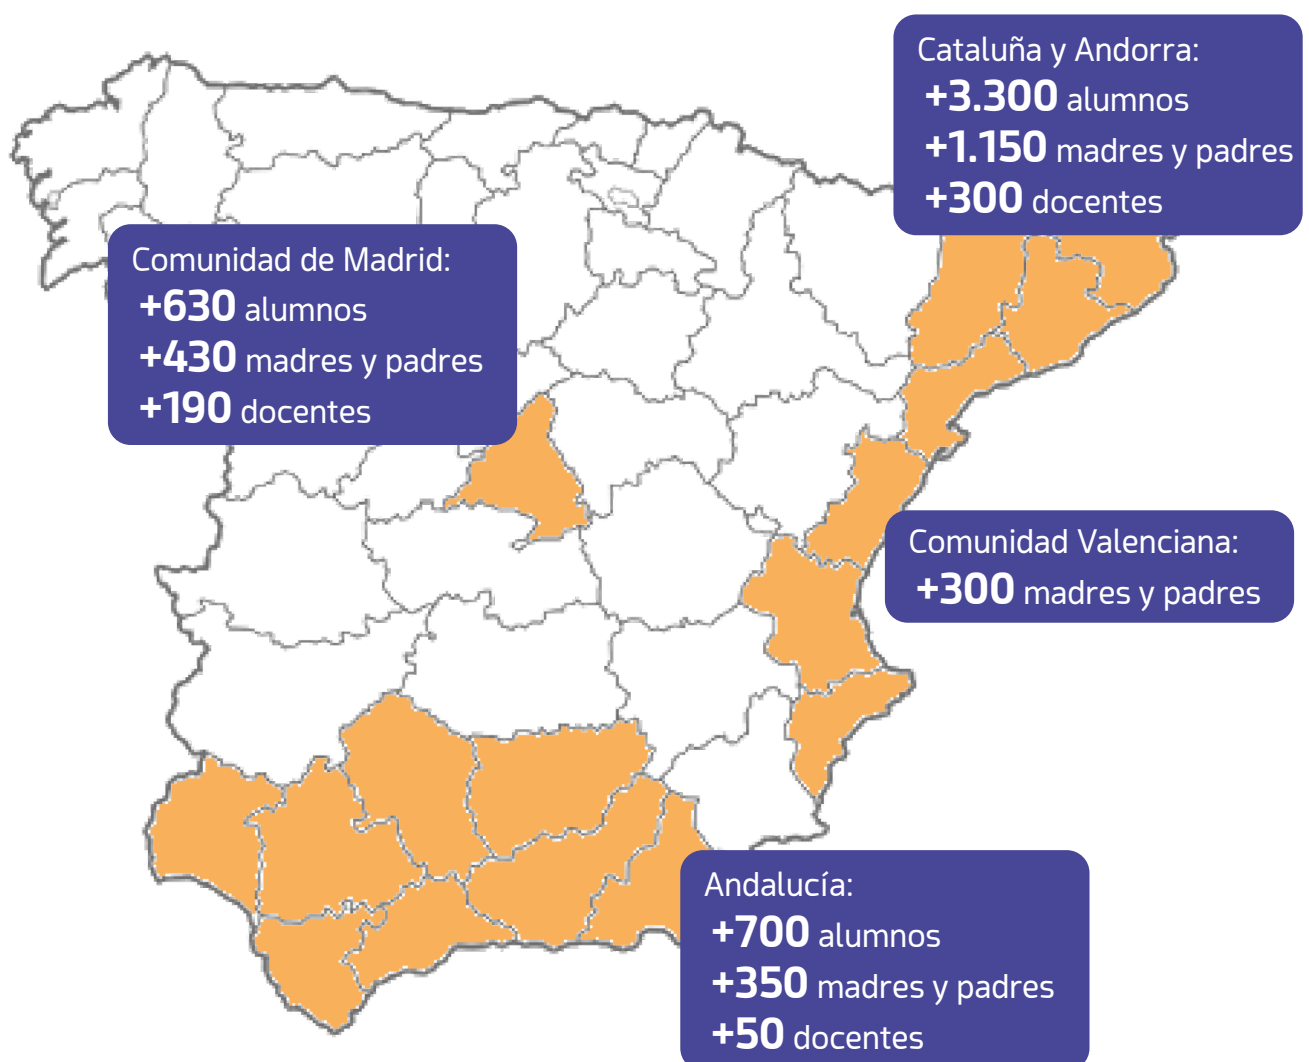 Cataluña y Andorra:
+3.300 alumnos
+1.150 madres y padres
+300 docentes
Comunidad de Madrid:
+630 alumnos
+430 madres y padres
+190 docentes
Comunidad Valenciana:
+300 madres y padres
Andalucía:
+700 alumnos
+350 madres y padres
+50 docentes